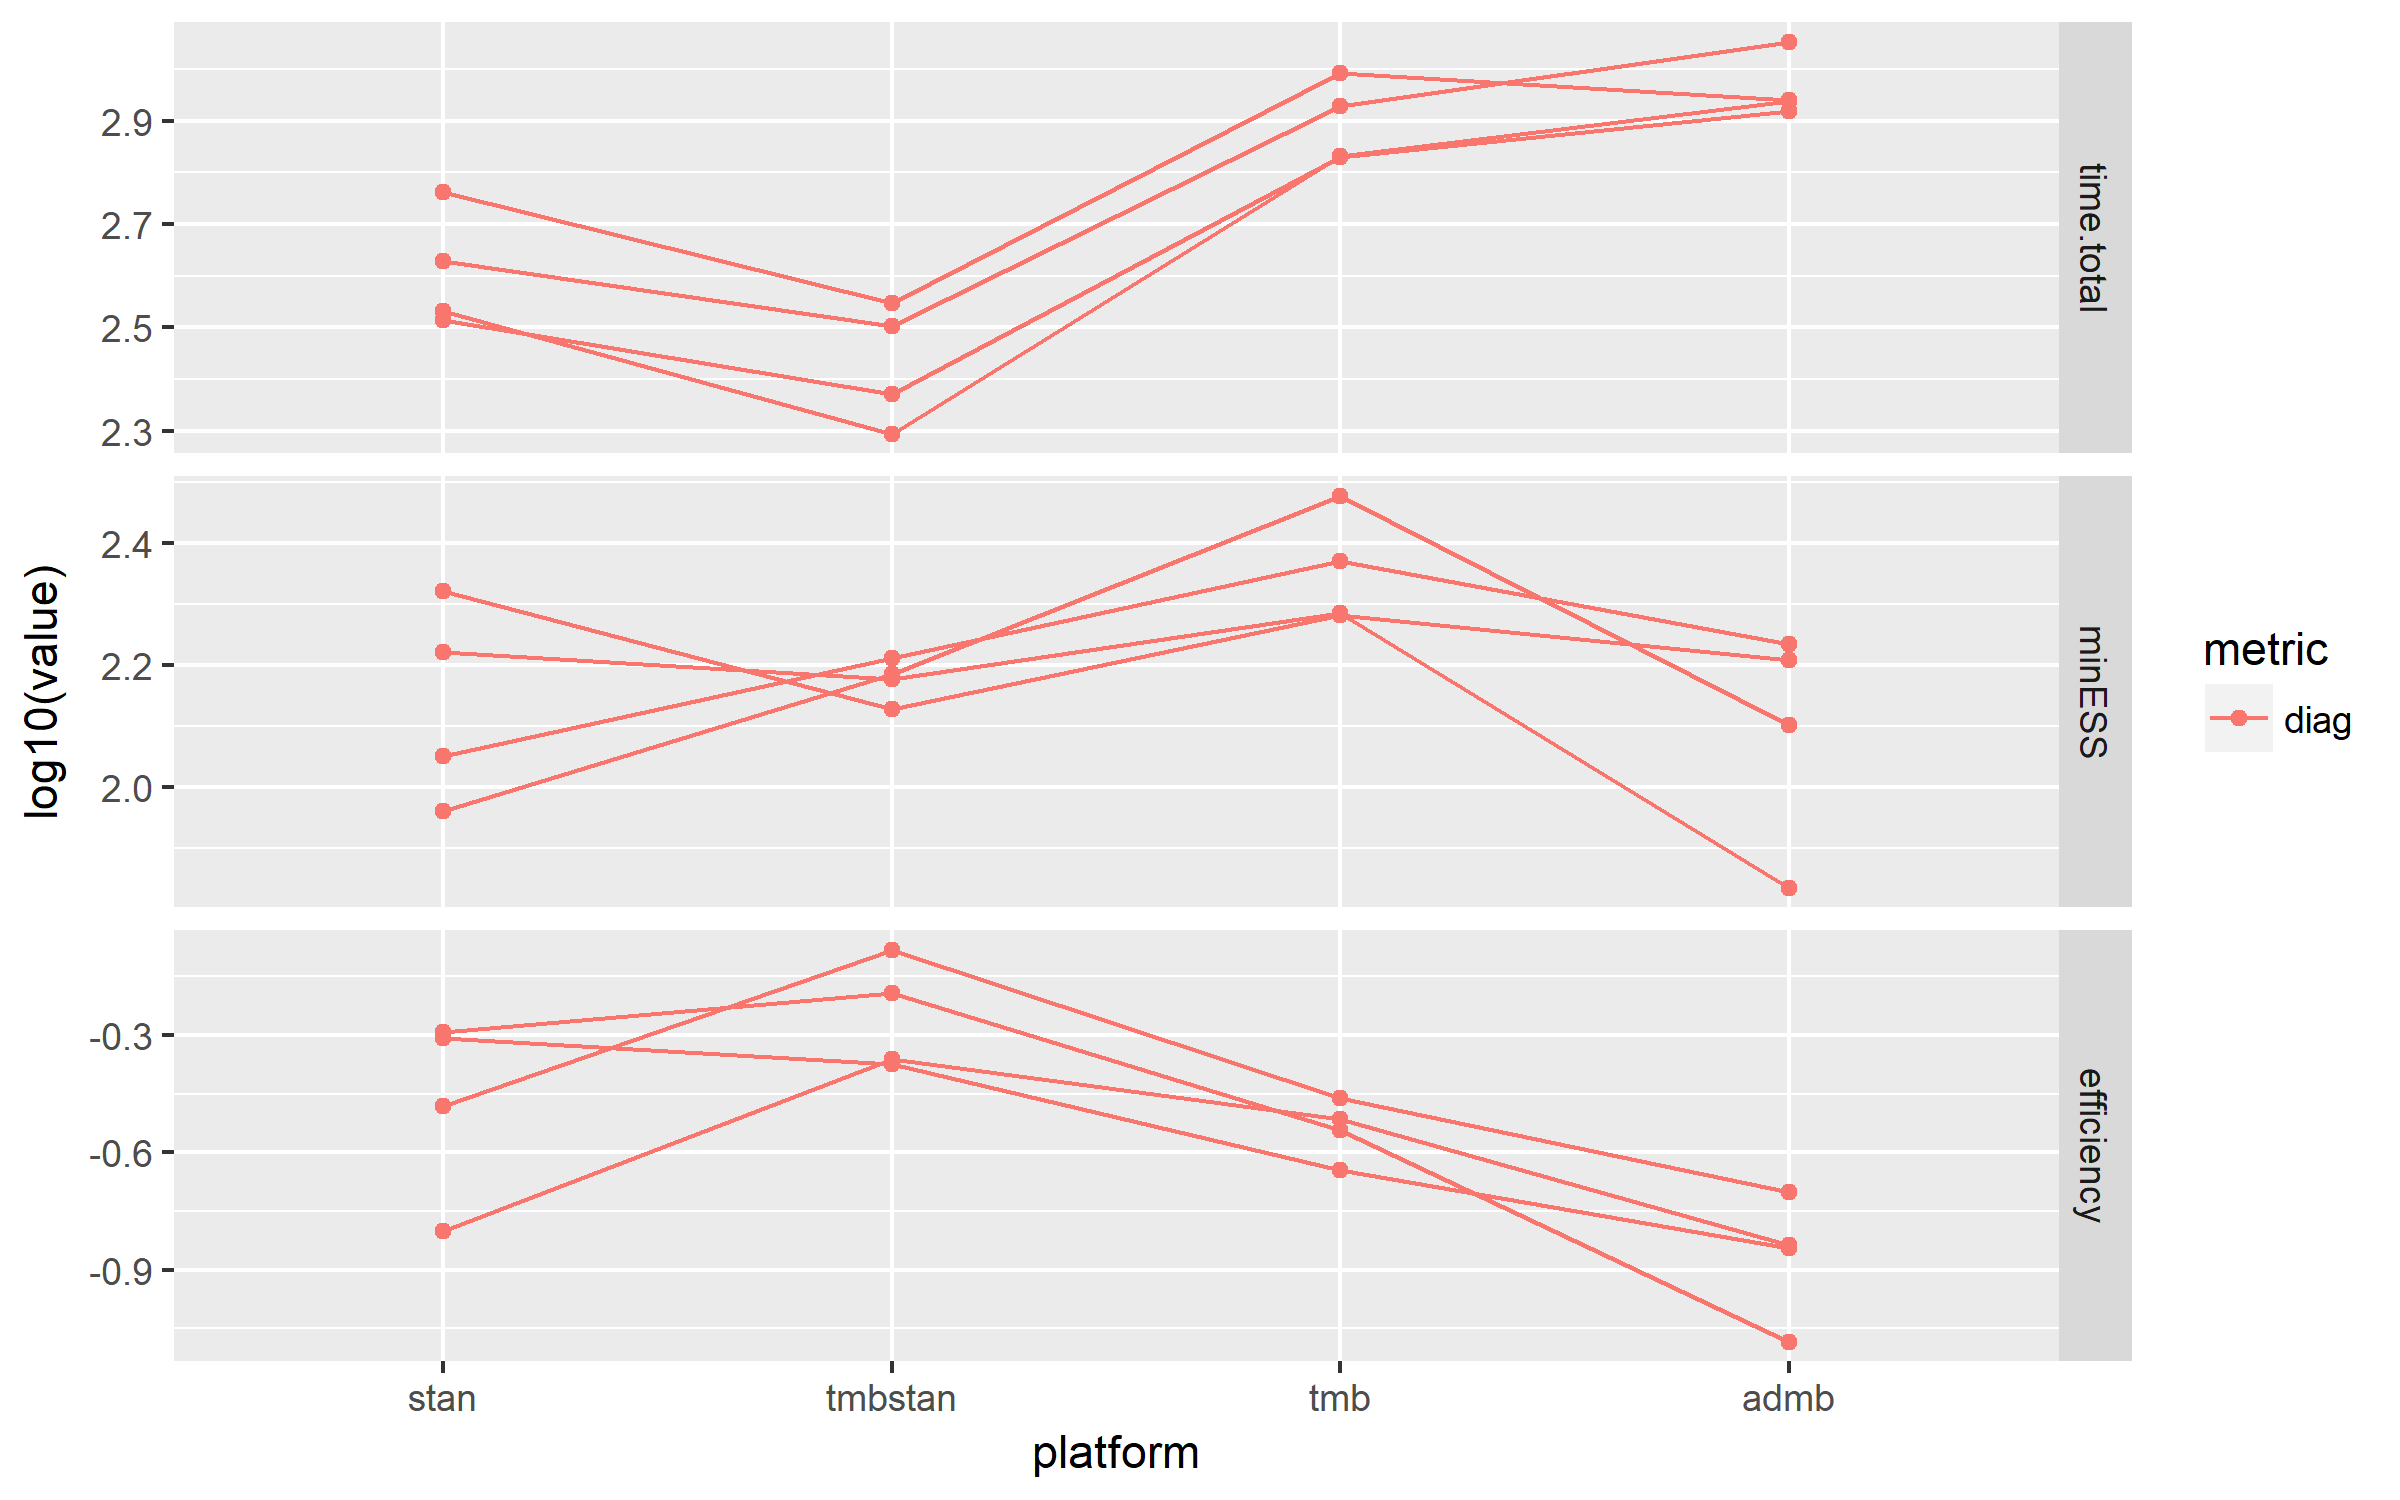 2.9
2.7
2.5
2.3
time.total
2.4
2.2
2.0
minESS
-0.3
-0.6
-0.9
efficiency
log10(value)
stan tmbstan tmb admb
platform
metric
diag